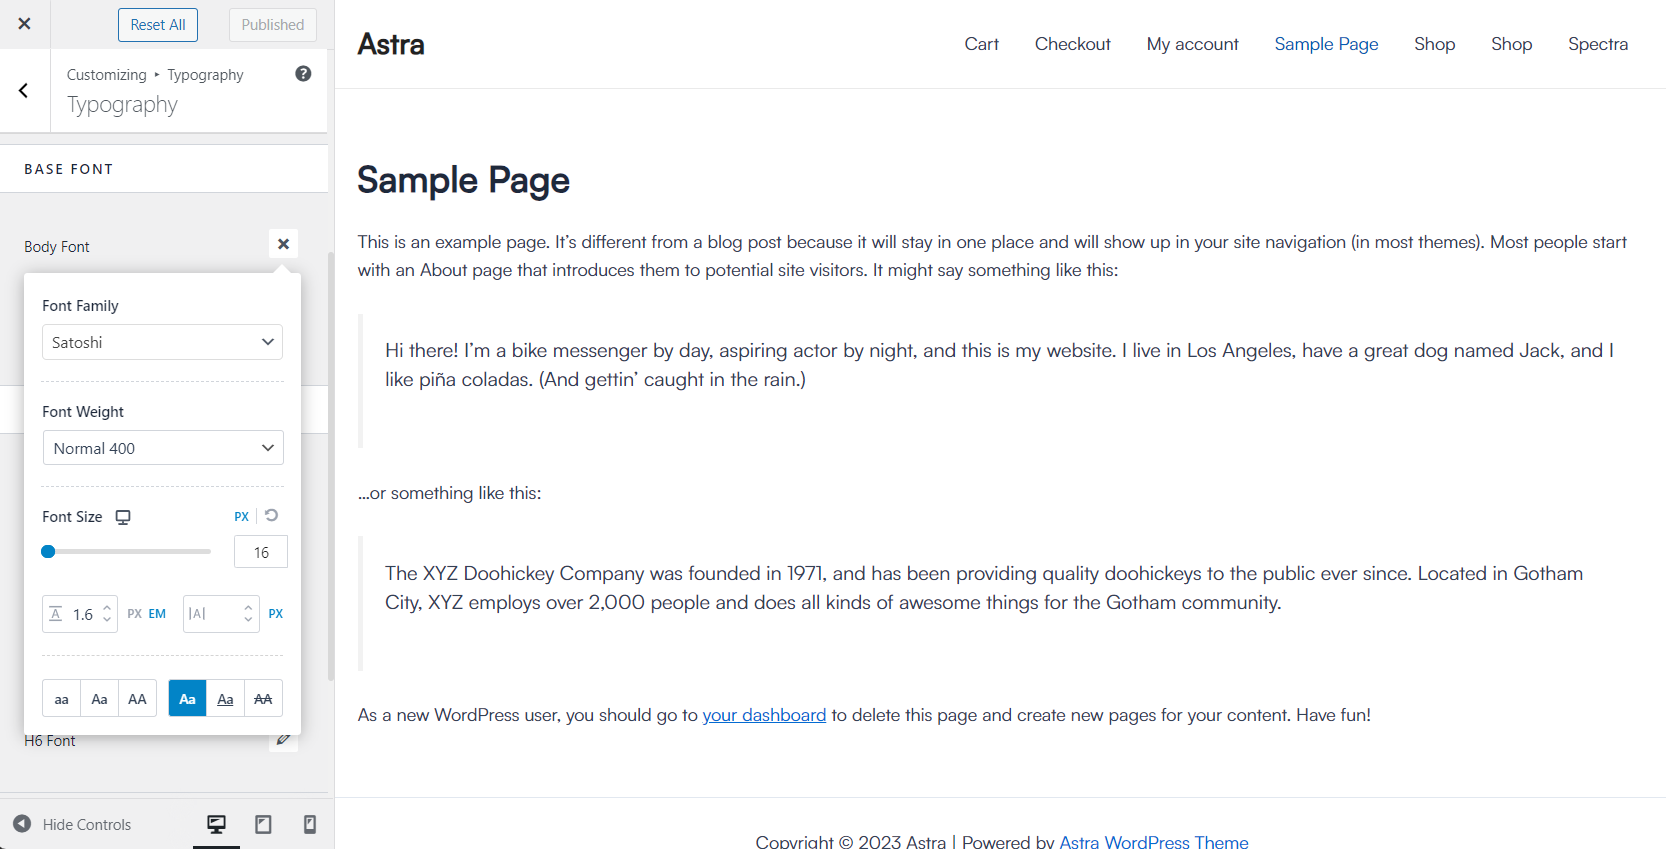 Reset All
Published
Customizing ▸ Typography
Typography
BASE FONT
Body Font
Font Family
Satoshi
Font Weight
Normal 400
Font Size
PX
16
A 1.6 PX EM |A| PX
aa Aa AA Aa Aa AA
H6 Font
Hide Controls
Astra
Cart Checkout My account Sample Page Shop Shop Spectra
Sample Page
This is an example page. It’s different from a blog post because it will stay in one place and will show up in your site navigation (in most themes). Most people start
with an About page that introduces them to potential site visitors. It might say something like this:
Hi there! I’m a bike messenger by day, aspiring actor by night, and this is my website. I live in Los Angeles, have a great dog named Jack, and I
like piña coladas. (And gettin’ caught in the rain.)
…or something like this:
The XYZ Doohickey Company was founded in 1971, and has been providing quality doohickeys to the public ever since. Located in Gotham
City, XYZ employs over 2,000 people and does all kinds of awesome things for the Gotham community.
As a new WordPress user, you should go to your dashboard to delete this page and create new pages for your content. Have fun!
Copyright © 2023 Astra | Powered by Astra WordPress Theme